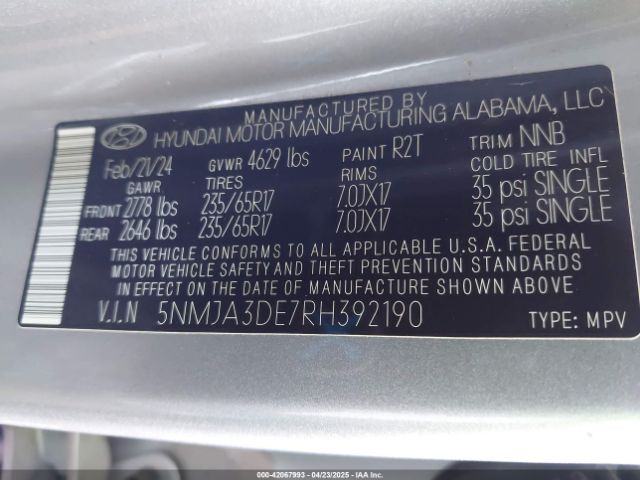 MANUFACTURED BY
HYUNDAI MOTOR MANUFACTURING ALABAMA, LLC
Feb/21/24 GVWR 4629 lbs PAINT R2T TRIM NNB
GAWR TIRES RIMS COLD TIRE INFL
FRONT 2778 lbs 235/65R17 7.0JX17 35 psi SINGLE
REAR 2646 lbs 235/65R17 7.0JX17 35 psi SINGLE
THIS VEHICLE CONFORMS TO ALL APPLICABLE U.S.A. FEDERAL
MOTOR VEHICLE SAFETY AND THEFT PREVENTION STANDARDS
IN EFFECT ON THE DATE OF MANUFACTURE SHOWN ABOVE.
V.I.N 5NMJA3DE7RH392190 TYPE: MPV
000-42067993 - 04/23/2025 - IAAI.com